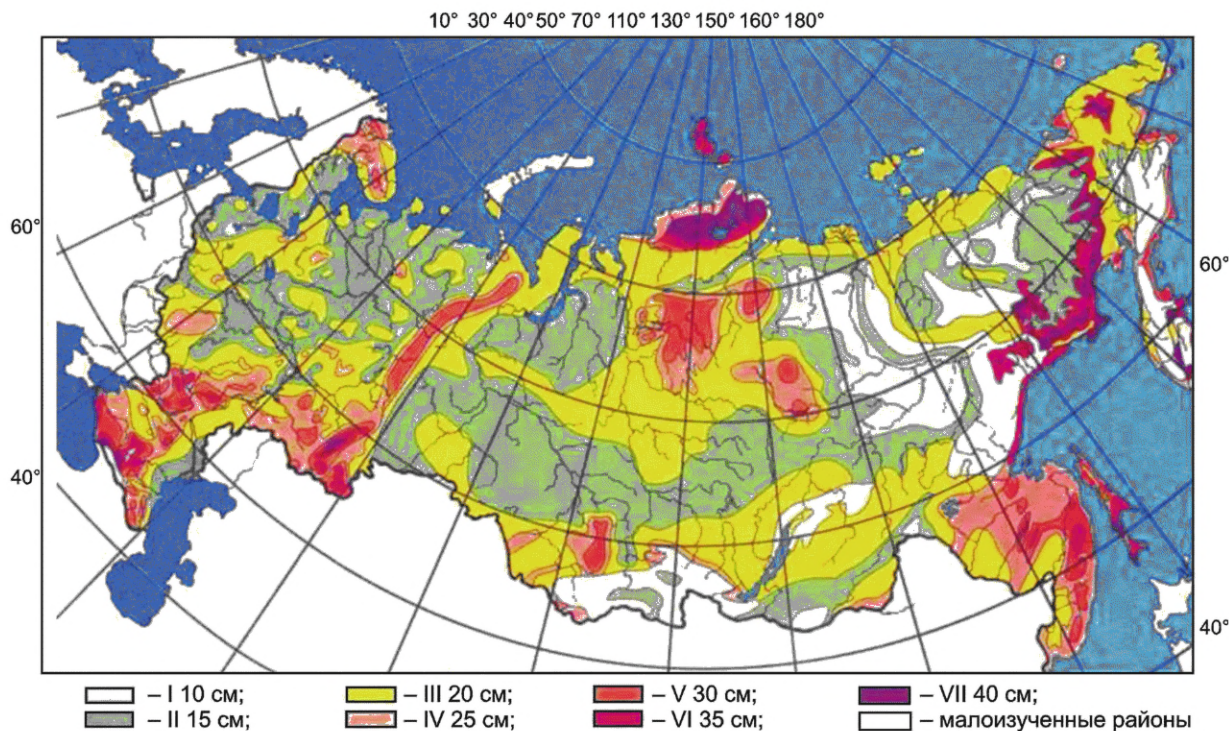 10° 30° 40° 50° 70° 110° 130° 150° 160° 180°
60°
60°
40°
40°
– I 10 см; – III 20 см; – V 30 см; – VII 40 см;
– II 15 см; – IV 25 см; – VI 35 см; – малоизученные районы